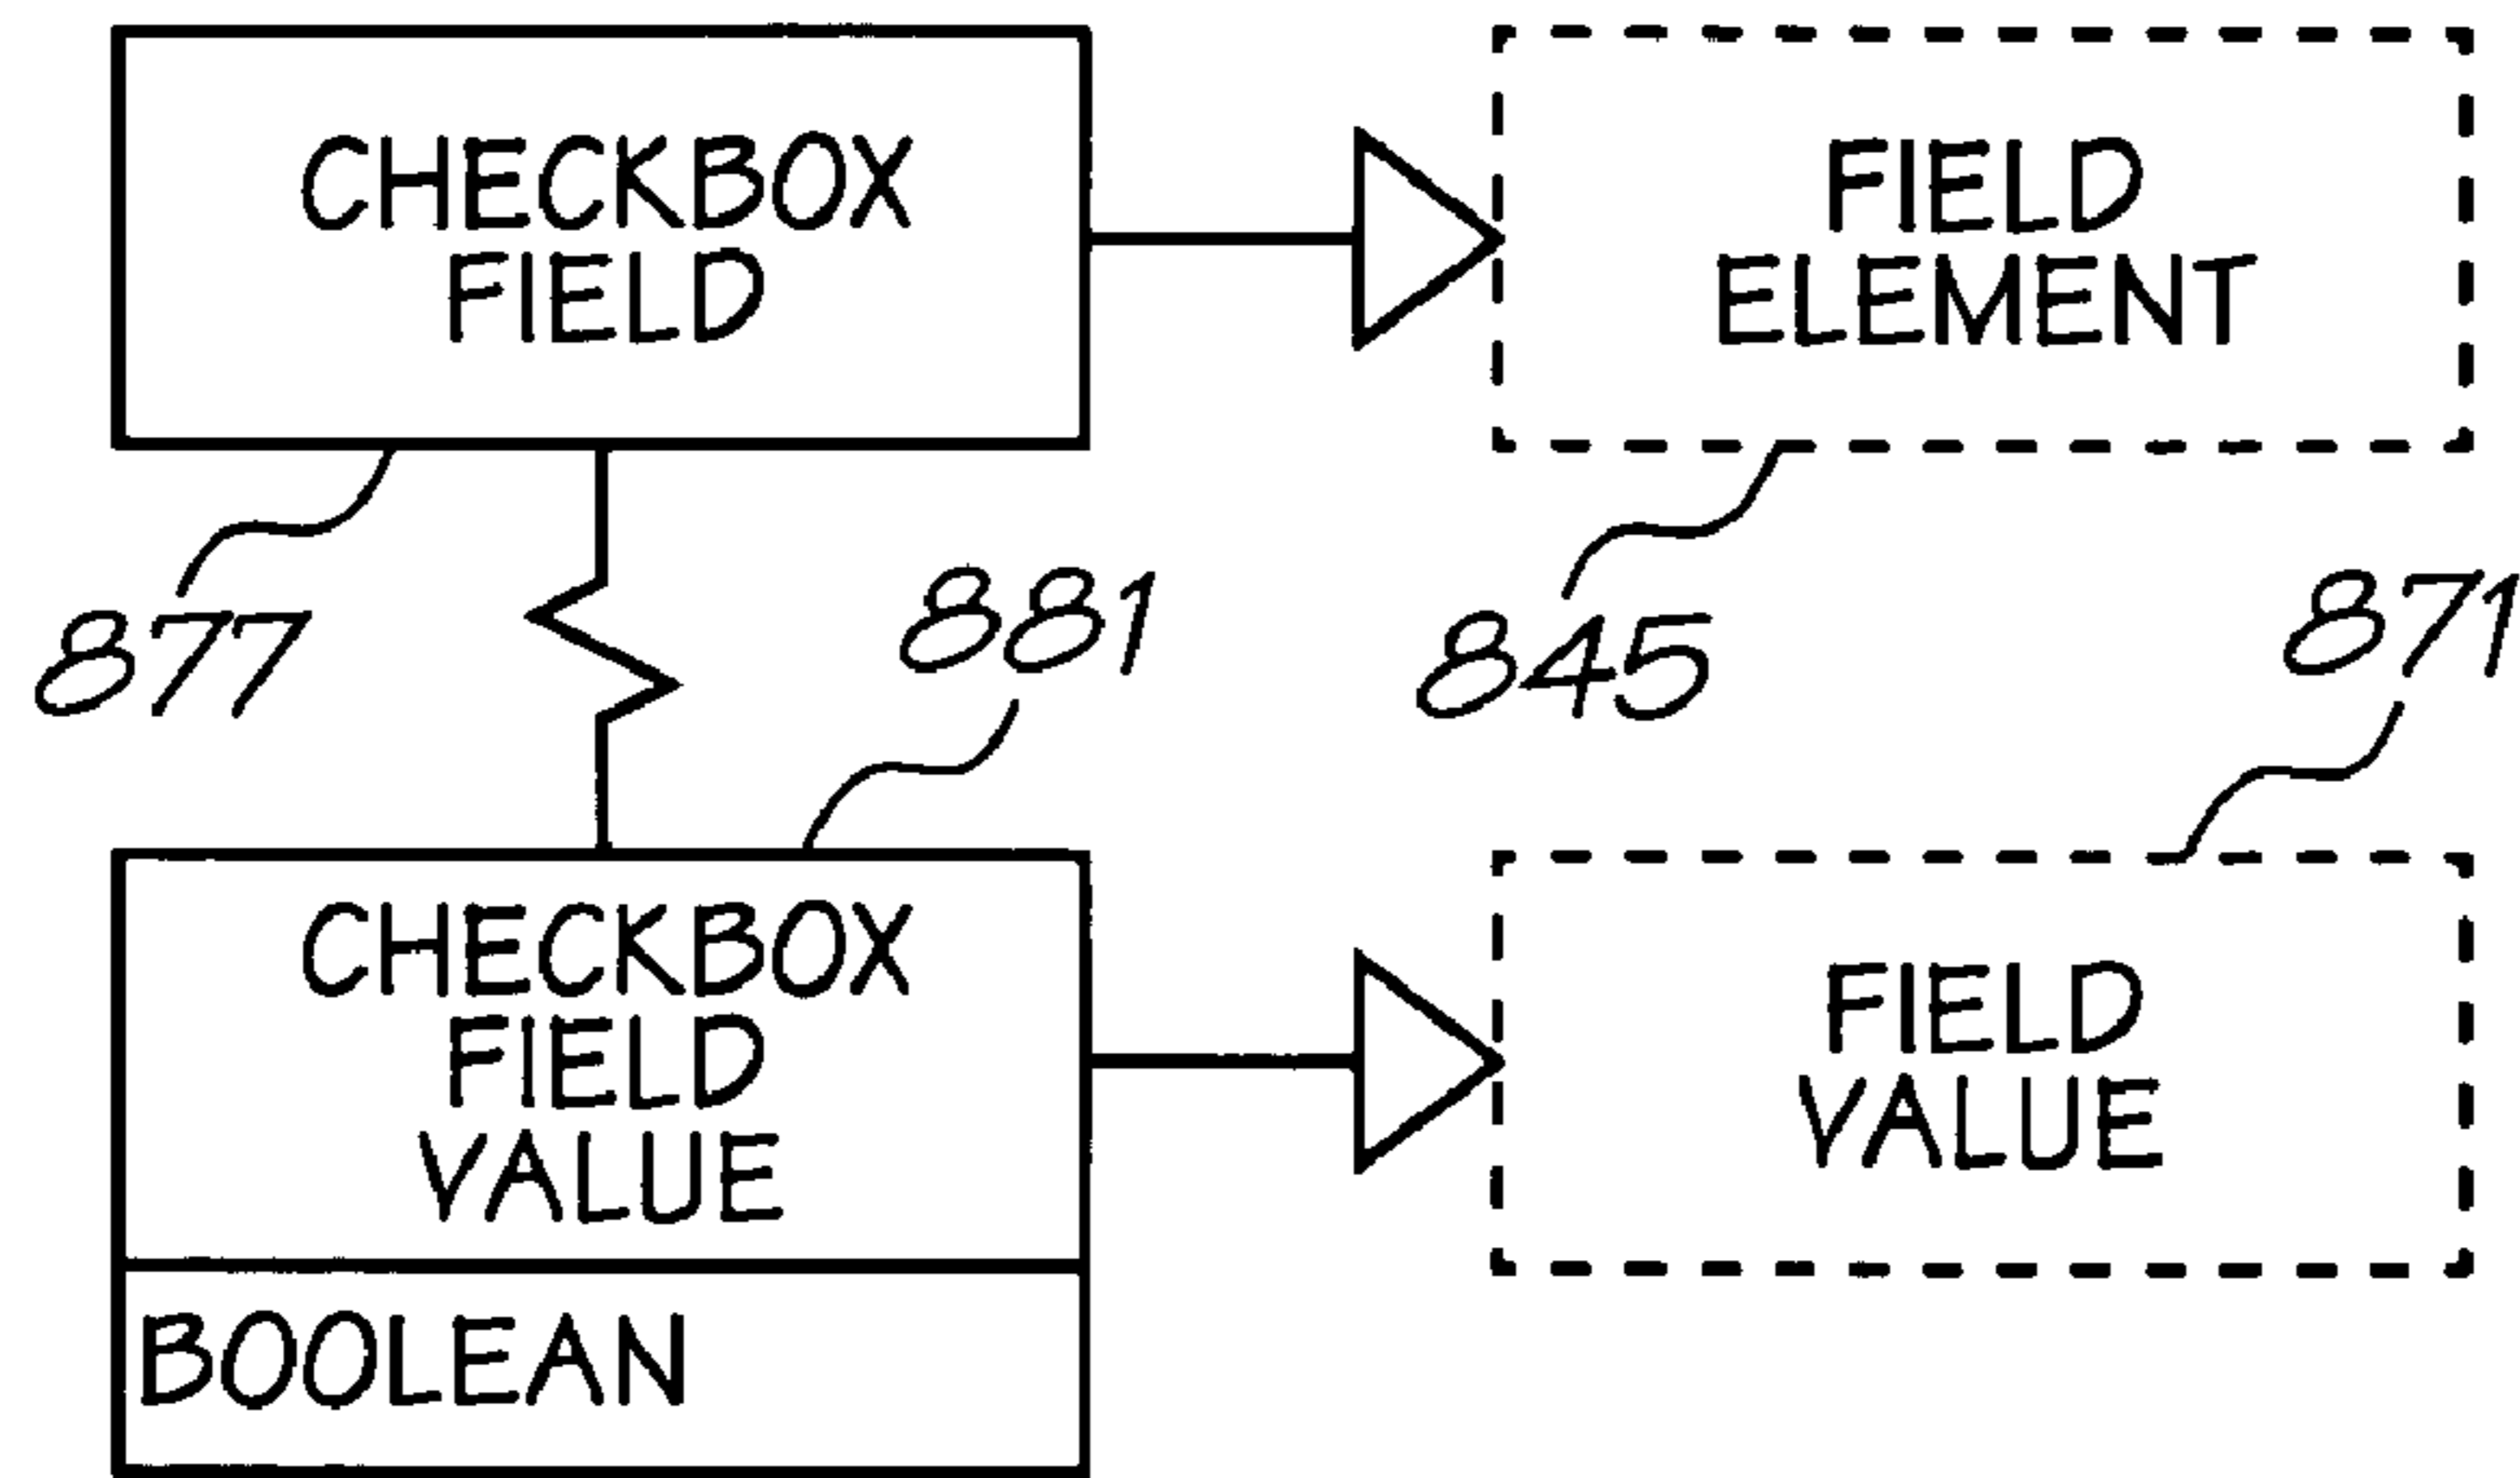 CHECKBOX
FIELD
FIELD
ELEMENT
877
881
845
871
CHECKBOX
FIELD
VALUE
BOOLEAN
FIELD
VALUE